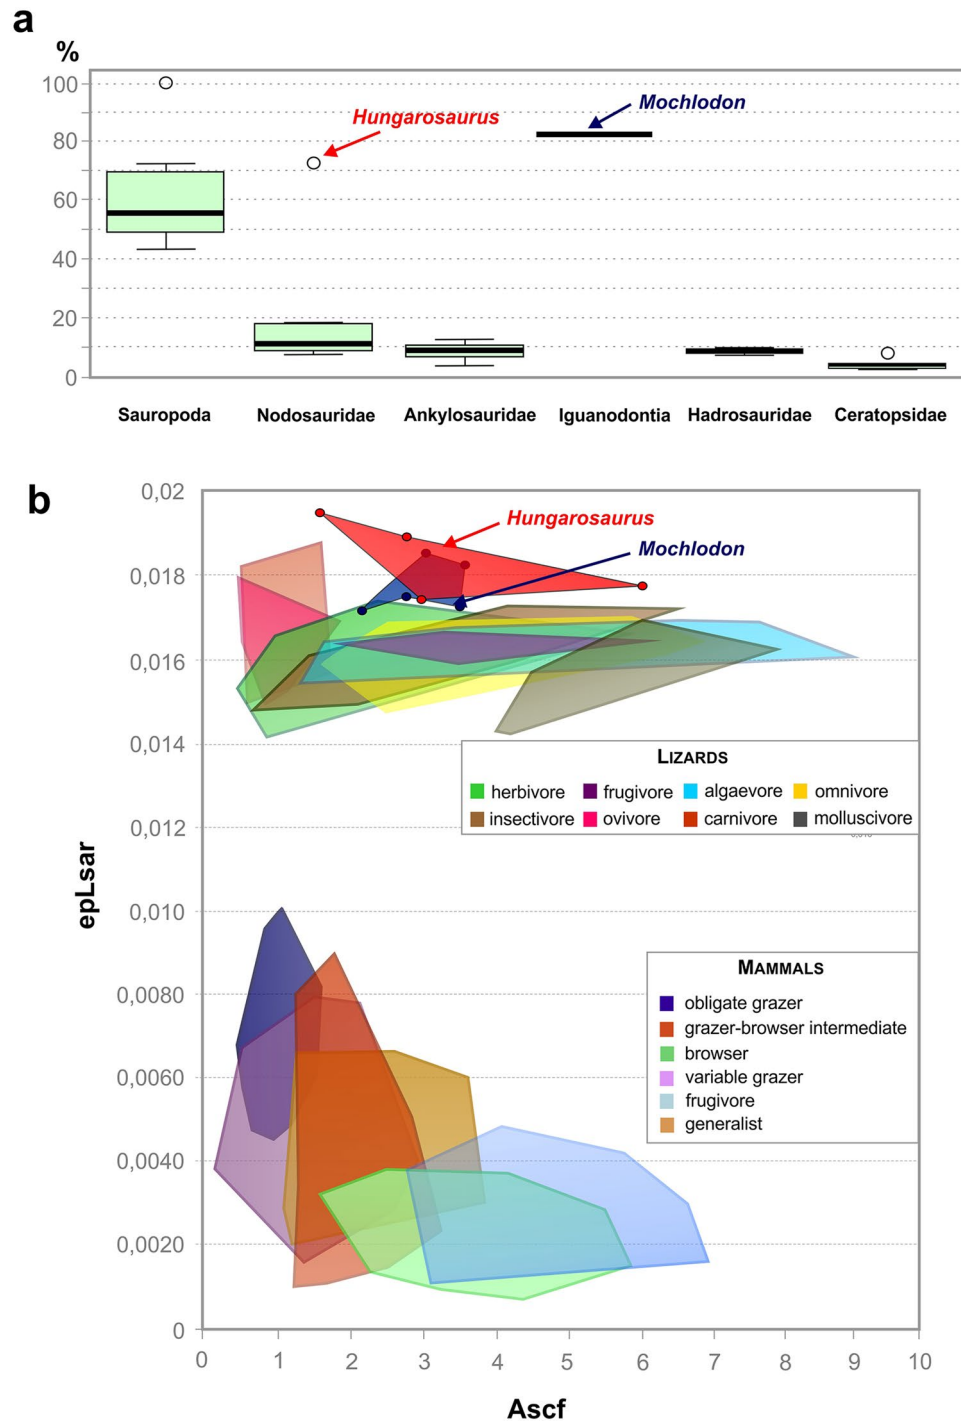 a
%
100
Hungarosaurus
Mochlodon
80
60
40
20
0
Sauropoda Nodosauridae Ankylosauridae Iguanodontia Hadrosauridae Ceratopsidae
b
0,02
Hungarosaurus
Mochlodon
0,018
0,016
0,014
LIZARDS
herbivore frugivore algaevore omnivore
insectivore ovivore carnivore molluscivore
0,012
epLsar
0,010
MAMMALS
0,0080
obligate grazer
grazer-browser intermediate
browser
0,0060
variable grazer
frugivore
generalist
0,0040
0,0020
0
0 1 2 3 4 5 6 7 8 9 10
Ascf